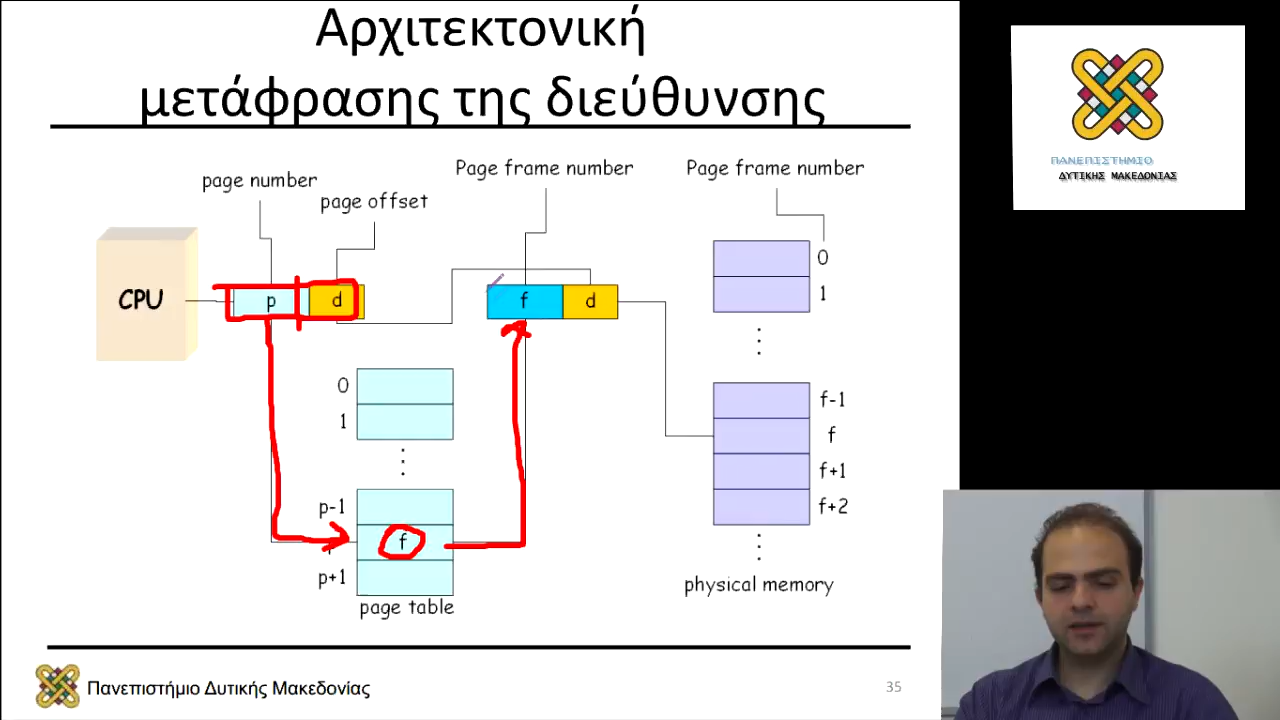 Αρχιτεκτονική
μετάφρασης της διεύθυνσης
page number
page offset
Page frame number
Page frame number
CPU
p
d
f
d
0
1
0
1
p-1
f
p+1
page table
f-1
f
f+1
f+2
physical memory
Πανεπιστήμιο Δυτικής Μακεδονίας
35
ΠΑΝΕΠΙΣΤΗΜΙΟ
ΔΥΤΙΚΗΣ ΜΑΚΕΔΟΝΙΑΣ